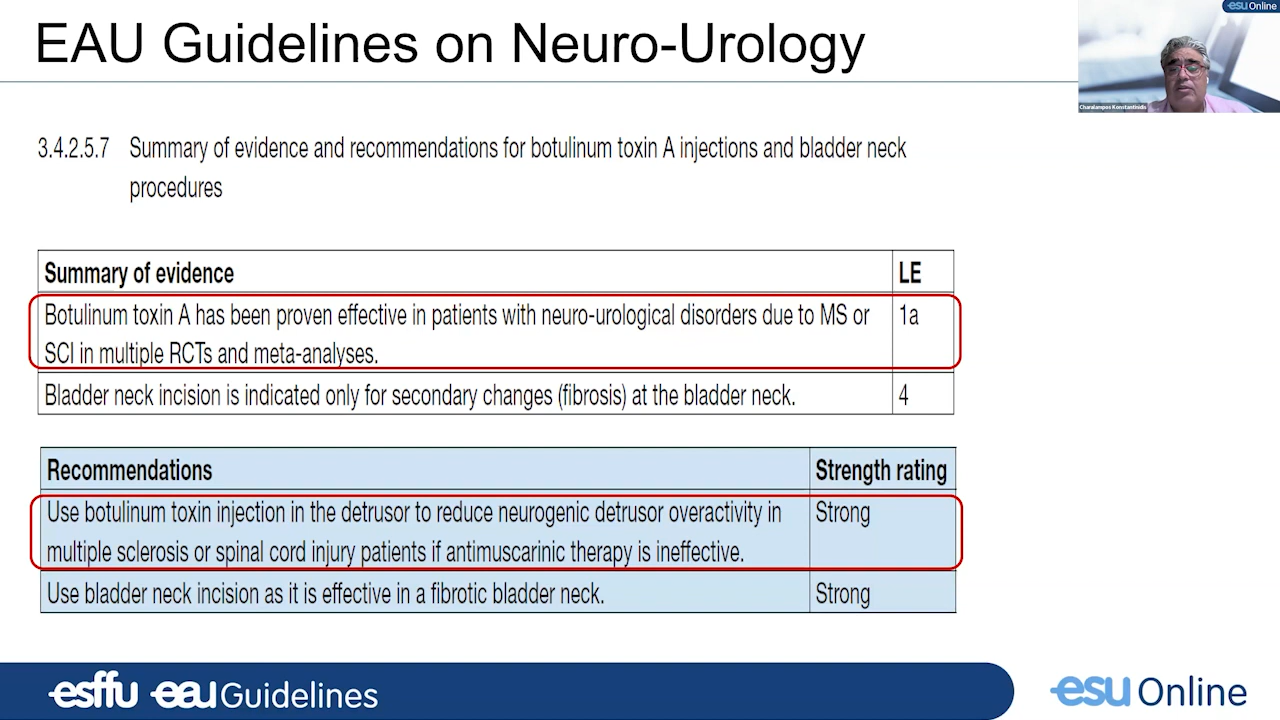 EAU Guidelines on Neuro-Urology
esu Online
Charalampos Konstantinidis
3.4.2.5.7 Summary of evidence and recommendations for botulinum toxin A injections and bladder neck
procedures
Summary of evidence LE
Botulinum toxin A has been proven effective in patients with neuro-urological disorders due to MS or 1a
SCI in multiple RCTs and meta-analyses.
Bladder neck incision is indicated only for secondary changes (fibrosis) at the bladder neck. 4
Recommendations Strength rating
Use botulinum toxin injection in the detrusor to reduce neurogenic detrusor overactivity in Strong
multiple sclerosis or spinal cord injury patients if antimuscarinic therapy is ineffective.
Use bladder neck incision as it is effective in a fibrotic bladder neck. Strong
esffu eau Guidelines
esu Online